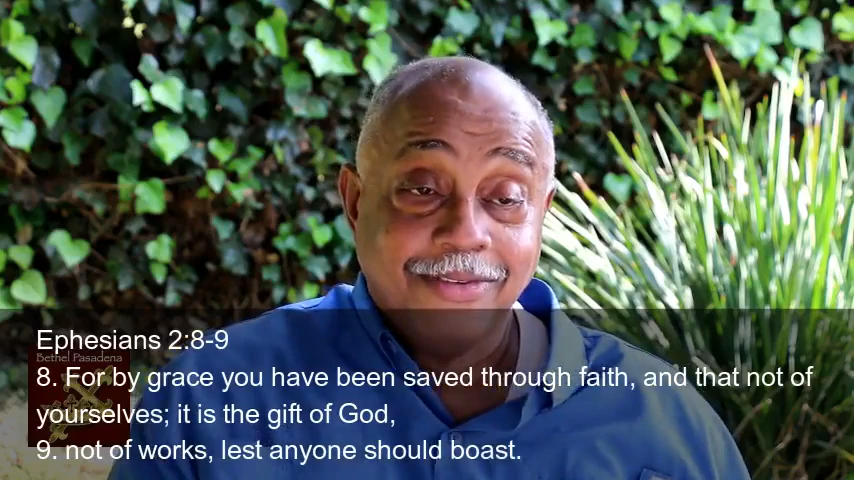 Ephesians 2:8-9
Bethel Pasadena
8. For by grace you have been saved through faith, and that not of
yourselves; it is the gift of God,
9. not of works, lest anyone should boast.